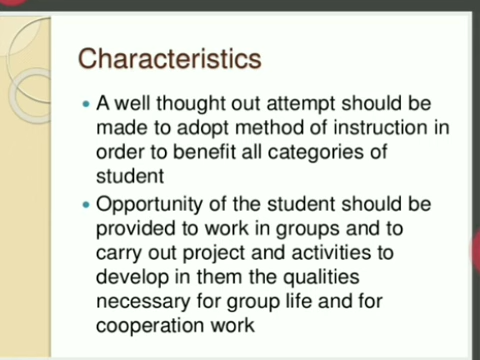 Characteristics
A well thought out attempt should be
made to adopt method of instruction in
order to benefit all categories of
student
Opportunity of the student should be
provided to work in groups and to
carry out project and activities to
develop in them the qualities
necessary for group life and for
cooperation work